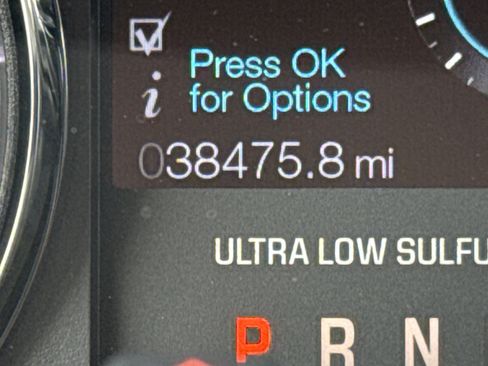 Press OK
i for Options
038475.8 mi
ULTRA LOW SULFU
P R N